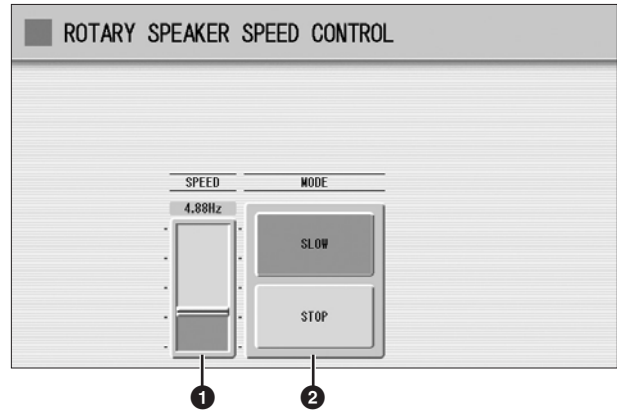 ROTARY SPEAKER SPEED CONTROL
SPEED MODE
4.88Hz
SLOW
STOP
1 2